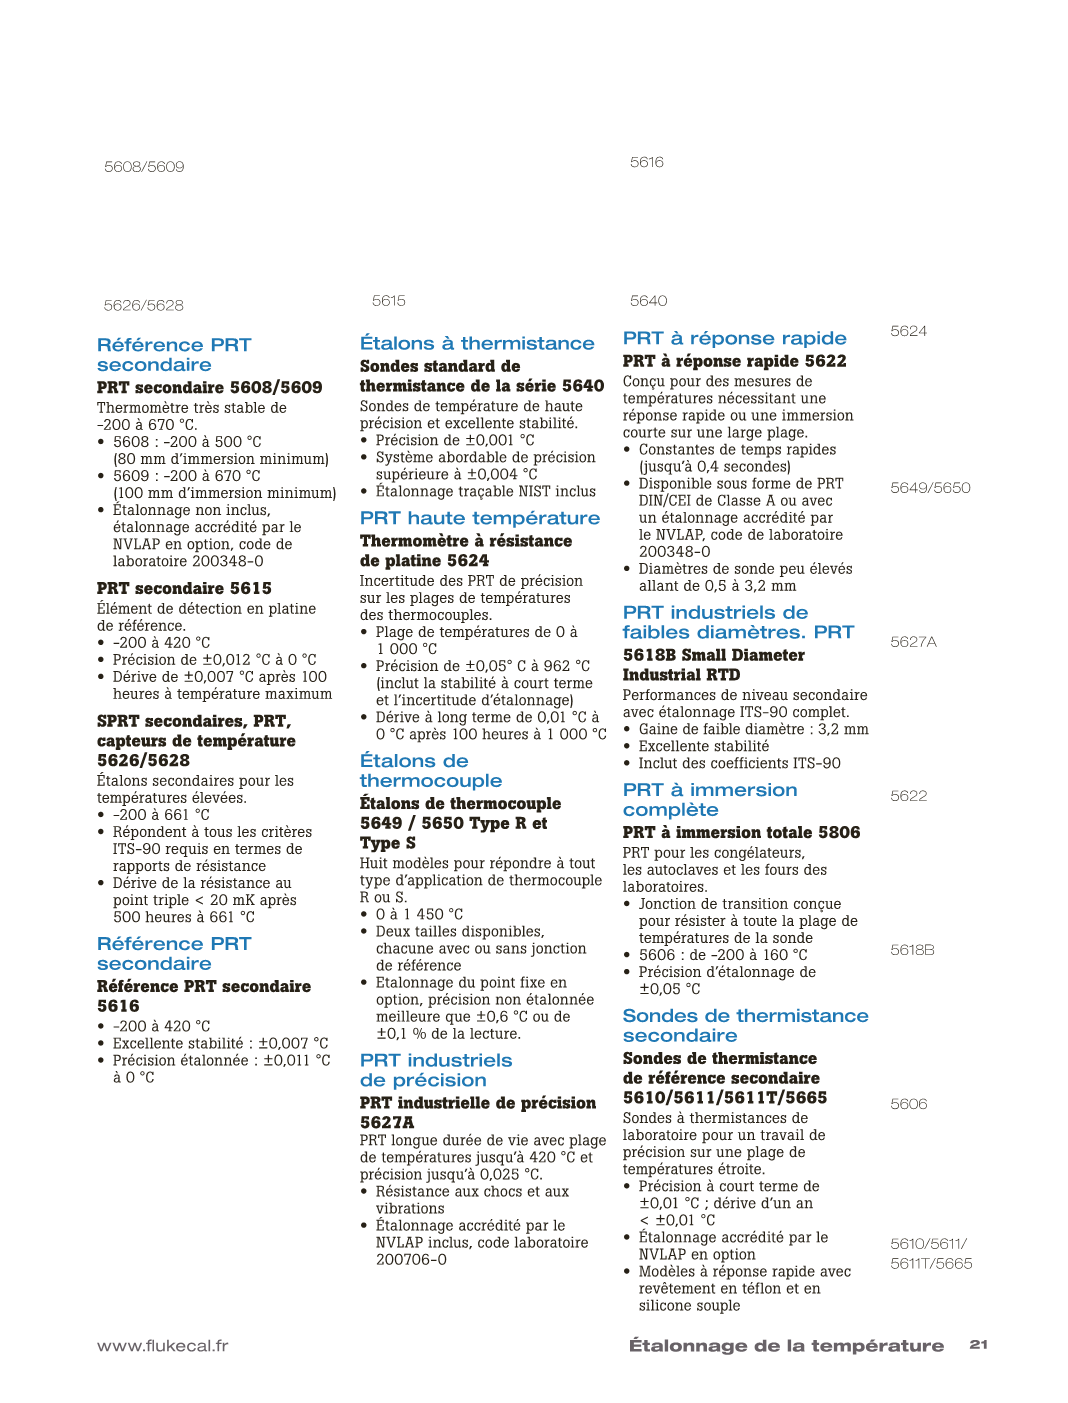 5608/5609
5616
5626/5628
5615
5640
Référence PRT
secondaire
PRT secondaire 5608/5609
Thermomètre très stable de
-200 à 670 °C.
• 5608 : -200 à 500 °C
(80 mm d’immersion minimum)
• 5609 : -200 à 670 °C
(100 mm d’immersion minimum)
• Étalonnage non inclus,
étalonnage accrédité par le
NVLAP en option, code de
laboratoire 200348-0
PRT secondaire 5615
Élément de détection en platine
de référence.
• -200 à 420 °C
• Précision de ±0,012 °C à 0 °C
• Dérive de ±0,007 °C après 100
heures à température maximum
SPRT secondaires, PRT,
capteurs de température
5626/5628
Étalons secondaires pour les
températures élevées.
• -200 à 661 °C
• Répondent à tous les critères
ITS-90 requis en termes de
rapports de résistance
• Dérive de la résistance au
point triple < 20 mK après
500 heures à 661 °C
Référence PRT
secondaire
Référence PRT secondaire
5616
• -200 à 420 °C
• Excellente stabilité : ±0,007 °C
• Précision étalonnée : ±0,011 °C
à 0 °C
Étalons à thermistance
Sondes standard de
thermistance de la série 5640
Sondes de température de haute
précision et excellente stabilité.
• Précision de ±0,001 °C
• Système abordable de précision
supérieure à ±0,004 °C
• Étalonnage traçable NIST inclus
PRT haute température
Thermomètre à résistance
de platine 5624
Incertitude des PRT de précision
sur les plages de températures
des thermocouples.
• Plage de températures de 0 à
1 000 °C
• Précision de ±0,05° C à 962 °C
(inclut la stabilité à court terme
et l’incertitude d’étalonnage)
• Dérive à long terme de 0,01 °C à
0 °C après 100 heures à 1 000 °C
Étalons de
thermocouple
Étalons de thermocouple
5649 / 5650 Type R et
Type S
Huit modèles pour répondre à tout
type d’application de thermocouple
R ou S.
• 0 à 1 450 °C
• Deux tailles disponibles,
chacune avec ou sans jonction
de référence
• Etalonnage du point fixe en
option, précision non étalonnée
meilleure que ±0,6 °C ou de
±0,1 % de la lecture.
PRT industriels
de précision
PRT industrielle de précision
5627A
PRT longue durée de vie avec plage
de températures jusqu’à 420 °C et
précision jusqu’à 0,025 °C.
• Résistance aux chocs et aux
vibrations
• Étalonnage accrédité par le
NVLAP inclus, code laboratoire
200706-0
PRT à réponse rapide
PRT à réponse rapide 5622
Conçu pour des mesures de
températures nécessitant une
réponse rapide ou une immersion
courte sur une large plage.
• Constantes de temps rapides
(jusqu’à 0,4 secondes)
• Disponible sous forme de PRT
DIN/CEI de Classe A ou avec
un étalonnage accrédité par
le NVLAP, code de laboratoire
200348-0
• Diamètres de sonde peu élevés
allant de 0,5 à 3,2 mm
PRT industriels de
faibles diamètres. PRT
5618B Small Diameter
Industrial RTD
Performances de niveau secondaire
avec étalonnage ITS-90 complet.
• Gaine de faible diamètre : 3,2 mm
• Excellente stabilité
• Inclut des coefficients ITS-90
PRT à immersion
complète
PRT à immersion totale 5806
PRT pour les congélateurs,
les autoclaves et les fours des
laboratoires.
• Jonction de transition conçue
pour résister à toute la plage de
températures de la sonde
• 5606 : de -200 à 160 °C
• Précision d’étalonnage de
±0,05 °C
Sondes de thermistance
secondaire
Sondes de thermistance
de référence secondaire
5610/5611/5611T/5665
Sondes à thermistances de
laboratoire pour un travail de
précision sur une plage de
températures étroite.
• Précision à court terme de
±0,01 °C ; dérive d’un an
< ±0,01 °C
• Étalonnage accrédité par le
NVLAP en option
• Modèles à réponse rapide avec
revêtement en téflon et en
silicone souple
5624
5649/5650
5627A
5622
5618B
5606
5610/5611/
5611T/5665
www.flukecal.fr
Étalonnage de la température 21